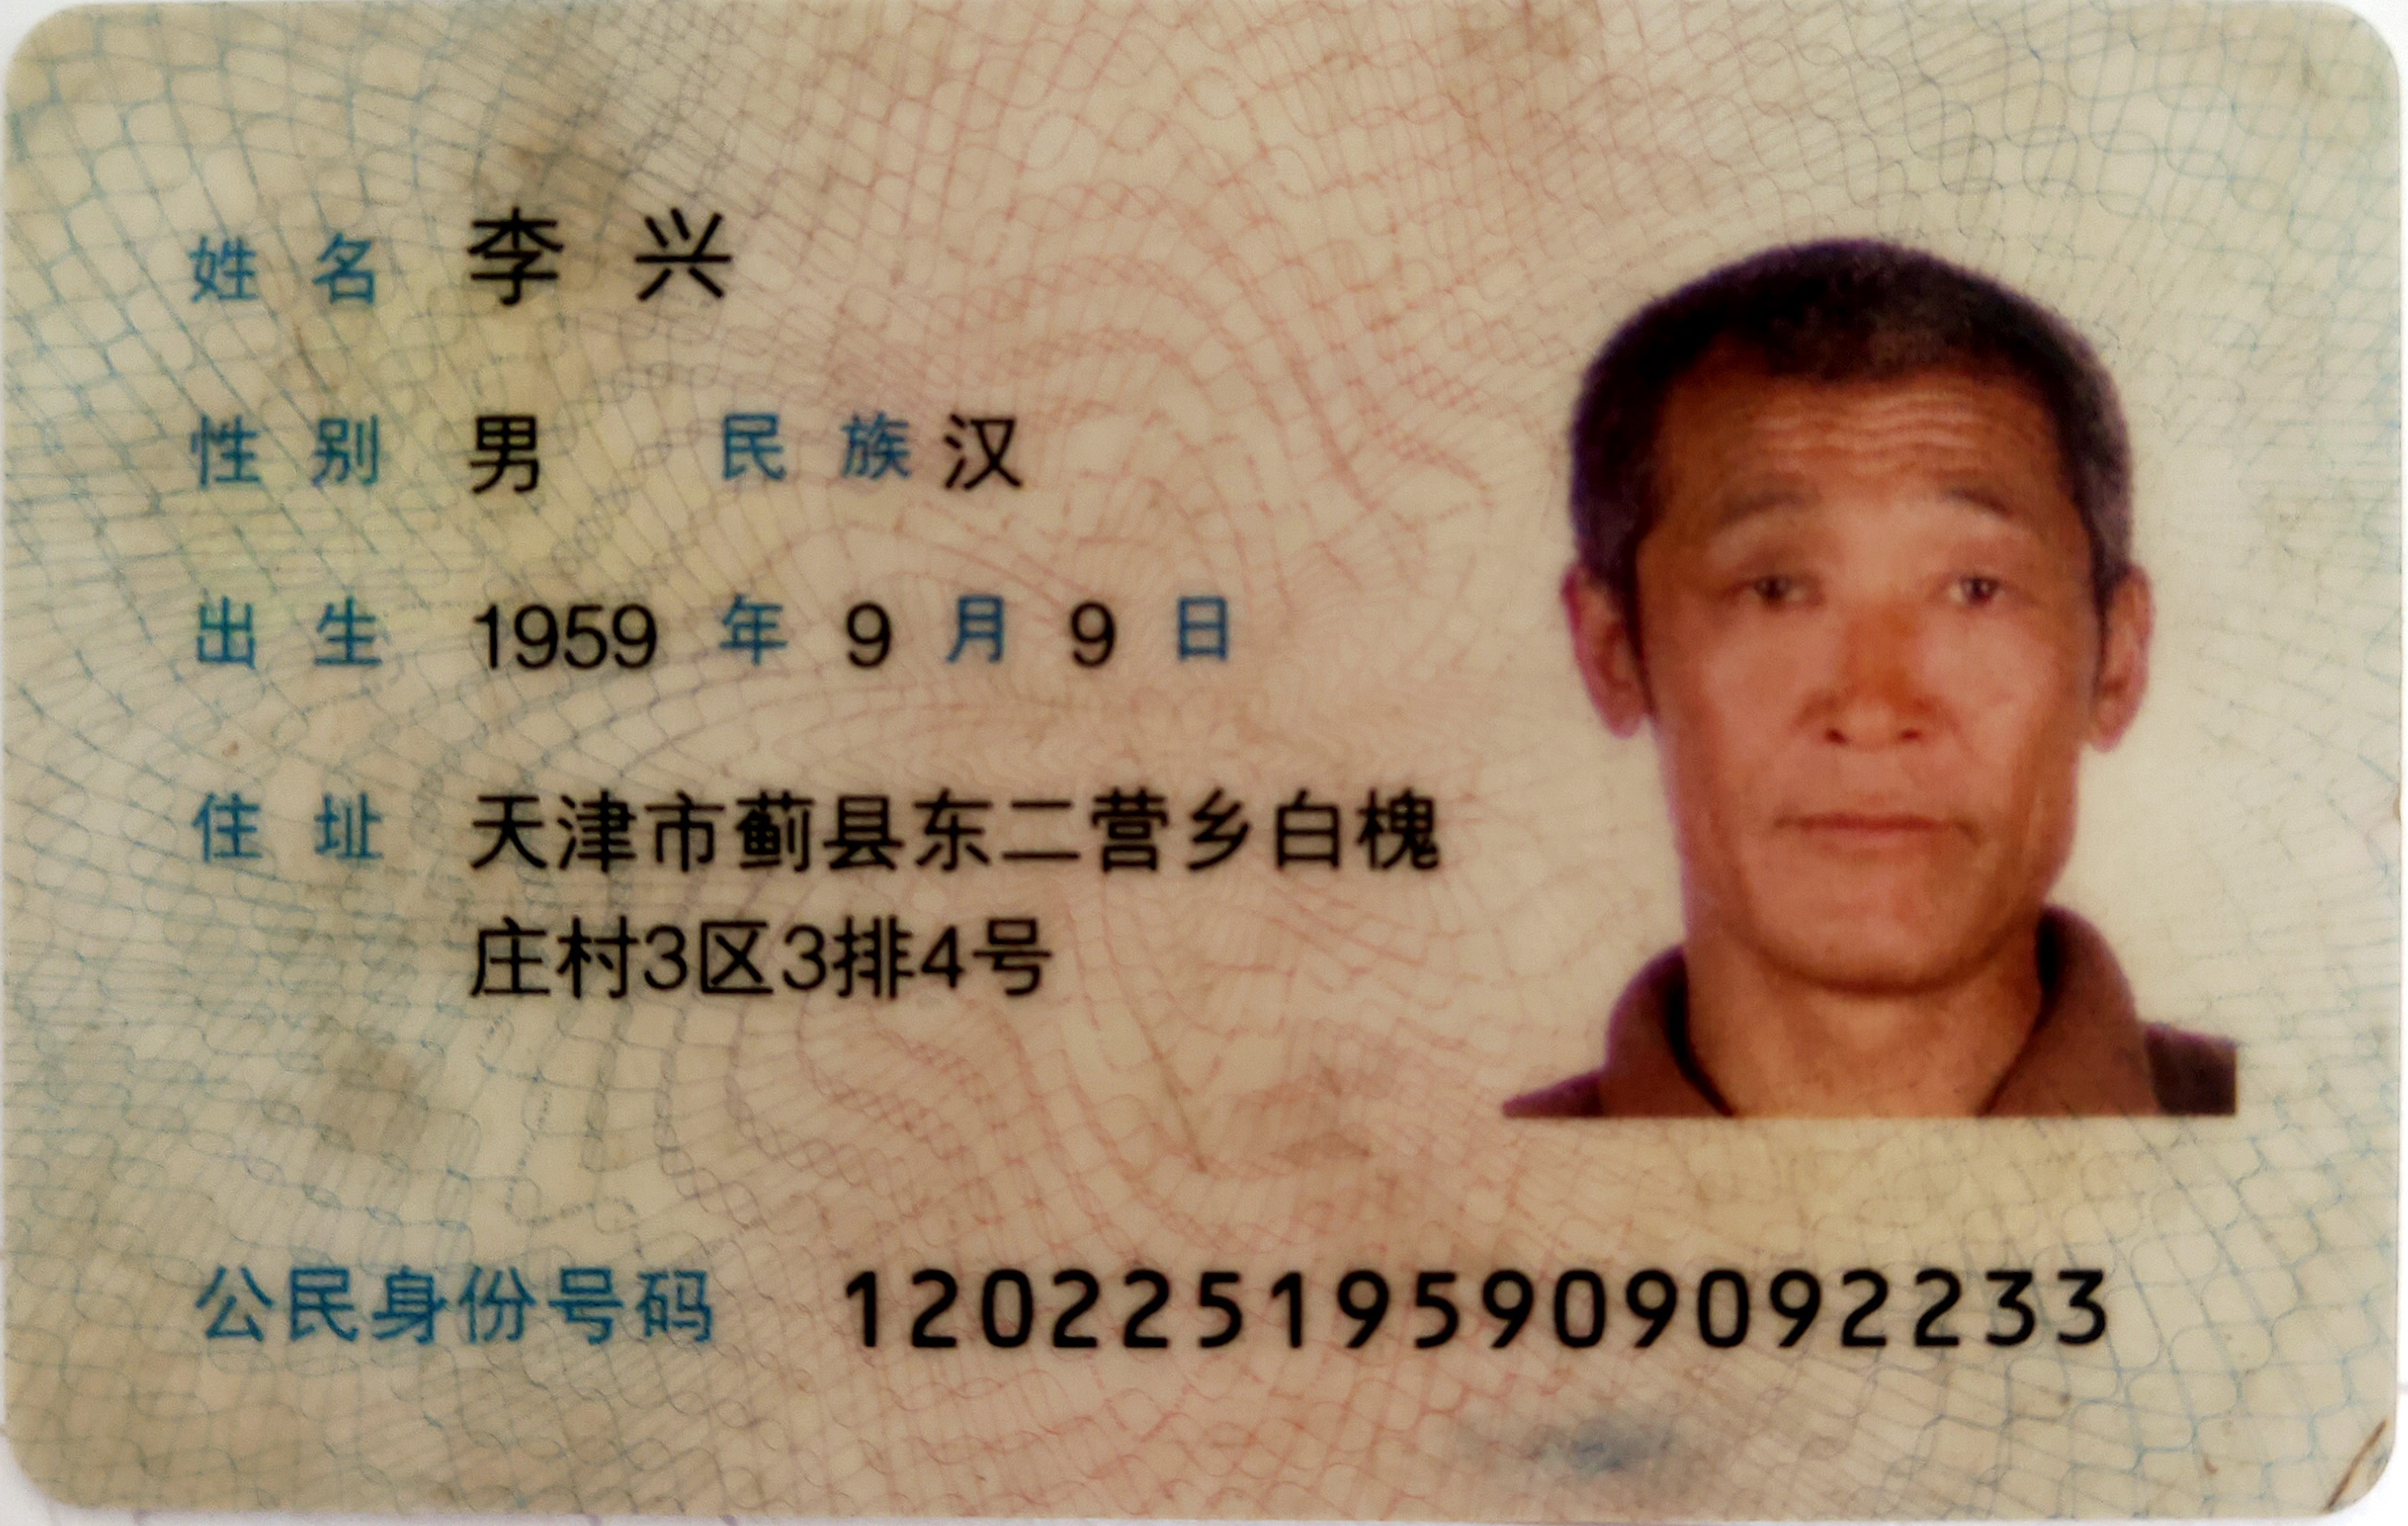 姓名 李兴
性别 男 民族 汉
出生 1959 年 9 月 9 日
住址 天津市蓟县东二营乡白槐
庄村3区3排4号
公民身份号码 120225195909092233